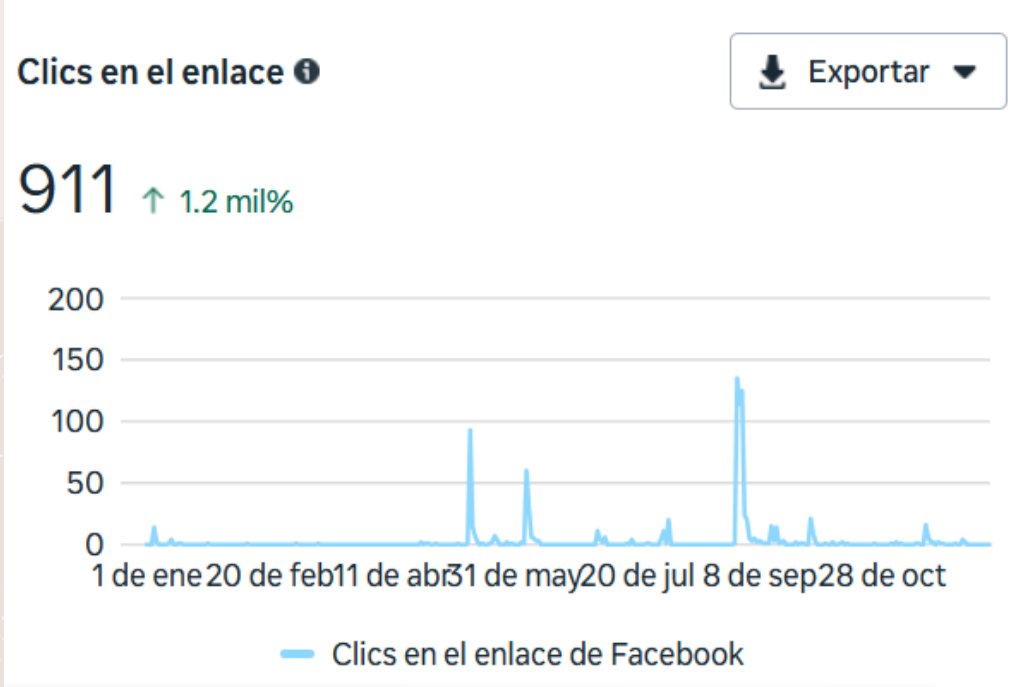 Clics en el enlace
Exportar
911 ↑ 1.2 mil%
200
150
100
50
0
1 de ene 20 de feb 11 de abr 31 de may 20 de jul 8 de sep 28 de oct
Clics en el enlace de Facebook